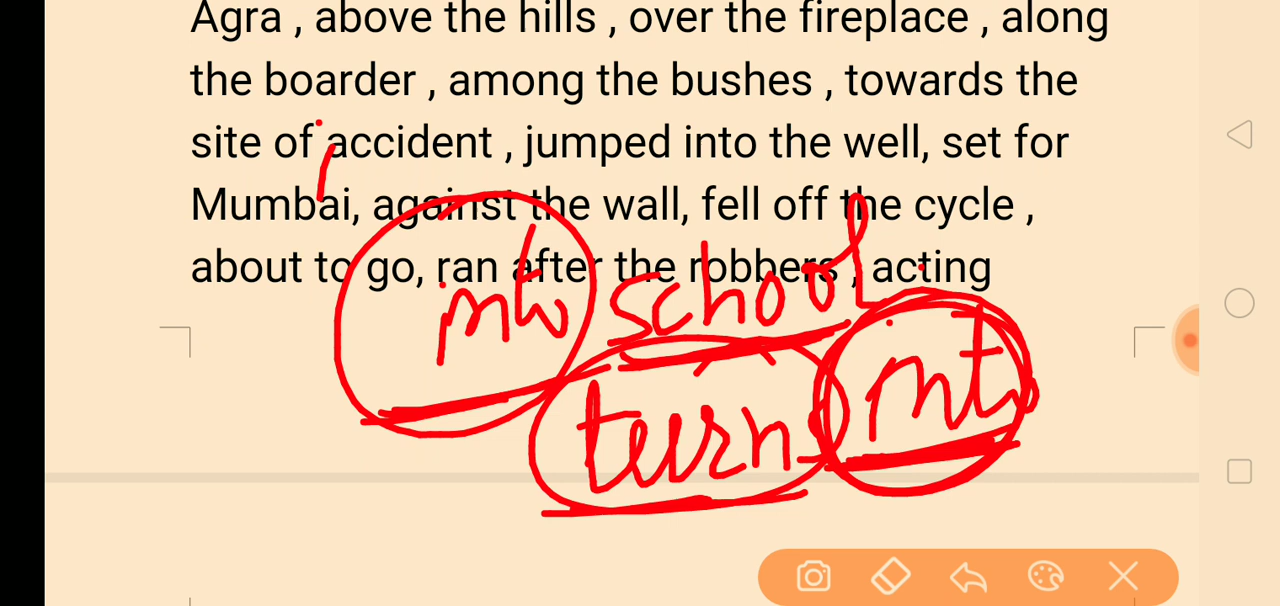 Agra , above the hills , over the fireplace , along
the boarder , among the bushes , towards the
site of accident , jumped into the well, set for
Mumbai, against the wall, fell off the cycle ,
about to go, ran after the robbers , acting
into school
turn into